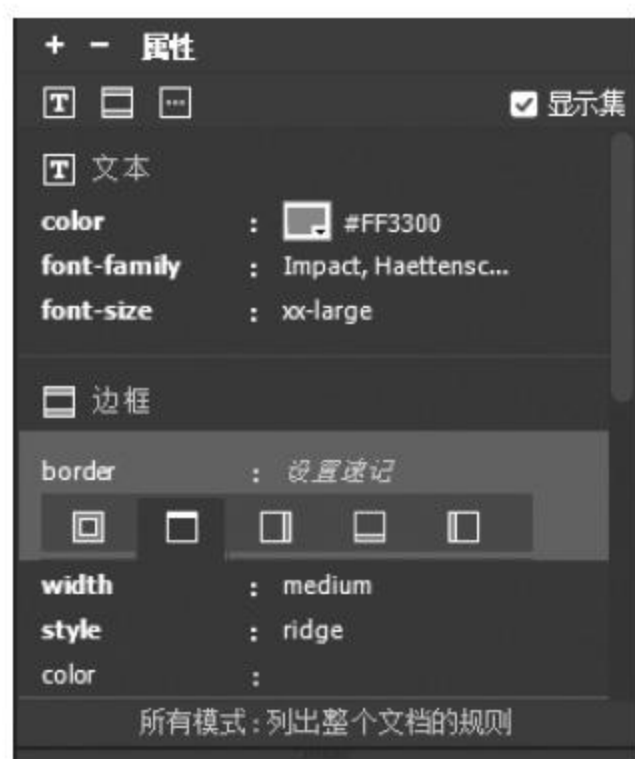 + − 属性
T 显示集
T 文本
color : #FF3300
font-family : Impact, Haettensc...
font-size : xx-large
边框
border : 设置速记
width : medium
style : ridge
color :
所有模式:列出整个文档的规则